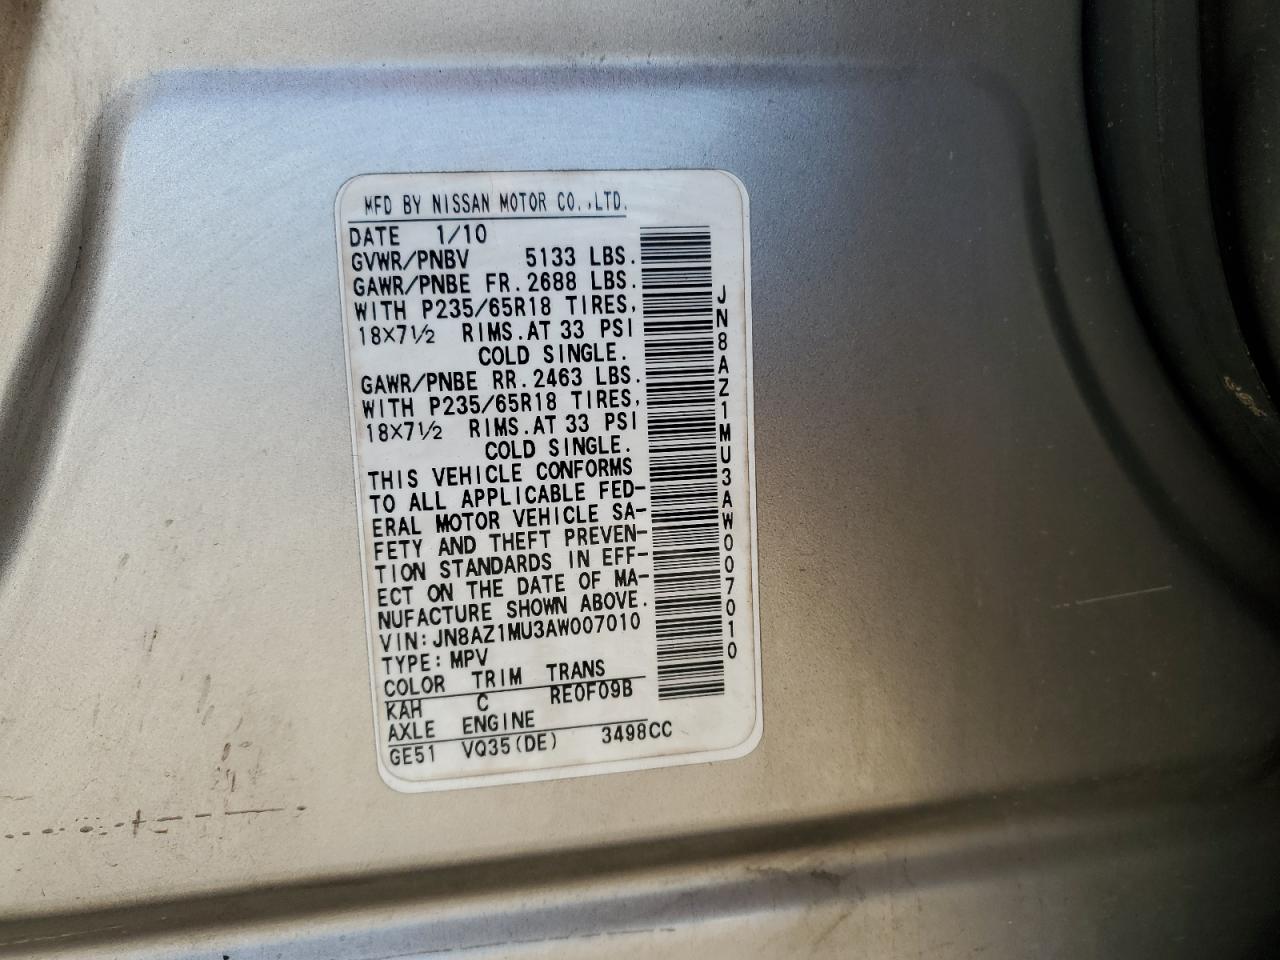 MFD BY NISSAN MOTOR CO.,LTD.
DATE 1/10
GVWR/PNBV 5133 LBS.
GAWR/PNBE FR.2688 LBS.
WITH P235/65R18 TIRES,
18X7½ RIMS.AT 33 PSI
COLD SINGLE.
GAWR/PNBE RR.2463 LBS.
WITH P235/65R18 TIRES,
18X7½ RIMS.AT 33 PSI
COLD SINGLE.
THIS VEHICLE CONFORMS
TO ALL APPLICABLE FED-
ERAL MOTOR VEHICLE SA-
FETY AND THEFT PREVEN-
TION STANDARDS IN EFF-
ECT ON THE DATE OF MA-
NUFACTURE SHOWN ABOVE.
VIN:JN8AZ1MU3AW007010
TYPE:MPV
COLOR TRIM TRANS
KAH C RE0F09B
AXLE ENGINE
GE51 VQ35(DE) 3498CC
JN8AZ1MU3AW007010